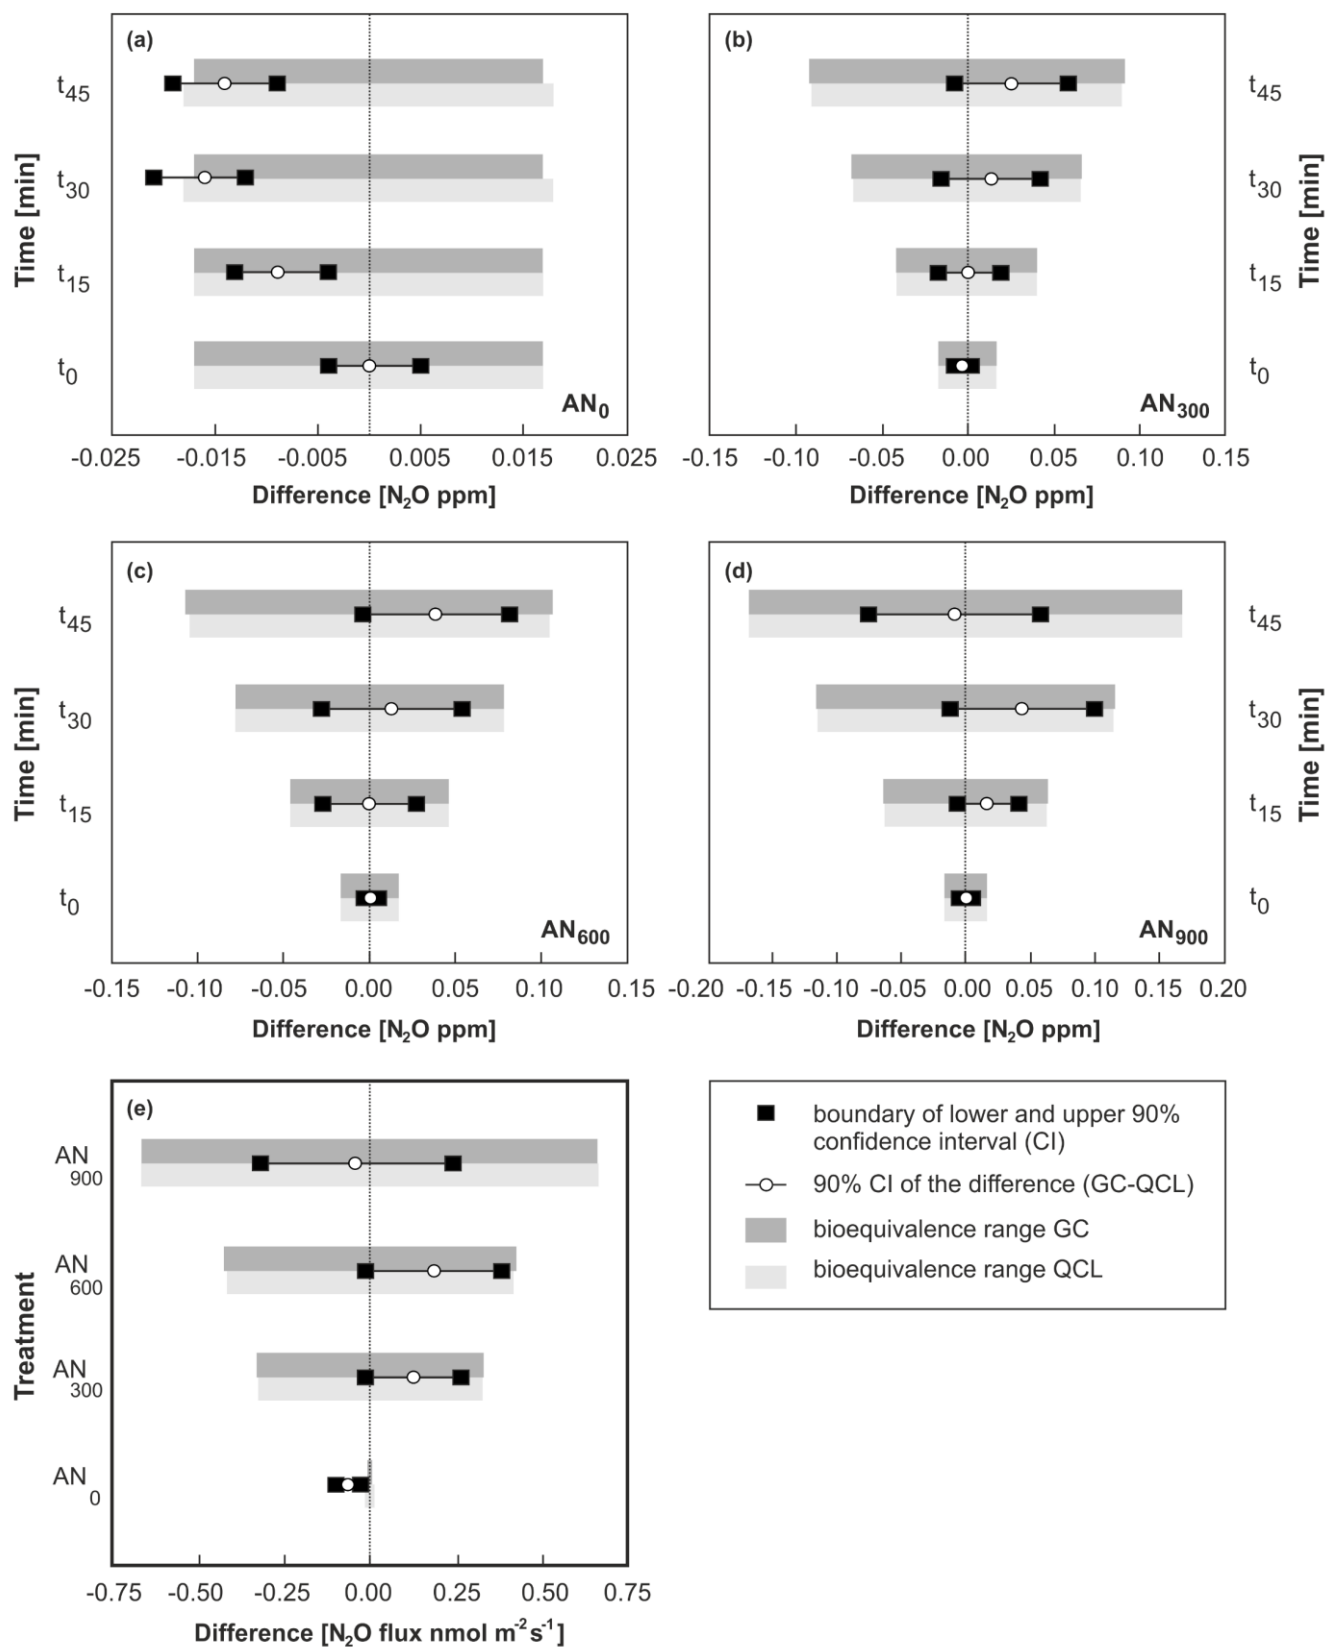 (a)
Time [min]
t45
t30
t15
t0
AN0
-0.025 -0.015 -0.005 0.005 0.015 0.025
Difference [N₂O ppm]
(b)
t45
t30
t15
t0
Time [min]
AN300
-0.15 -0.10 -0.05 0.00 0.05 0.10 0.15
Difference [N₂O ppm]
(c)
Time [min]
t45
t30
t15
t0
AN600
-0.15 -0.10 -0.05 0.00 0.05 0.10 0.15
Difference [N₂O ppm]
(d)
t45
t30
t15
t0
Time [min]
AN900
-0.20 -0.15 -0.10 -0.05 0.00 0.05 0.10 0.15 0.20
Difference [N₂O ppm]
(e)
Treatment
AN 900
AN 600
AN 300
AN 0
-0.75 -0.50 -0.25 0.00 0.25 0.50 0.75
Difference [N₂O flux nmol m⁻²s⁻¹]
boundary of lower and upper 90%
confidence interval (CI)
90% CI of the difference (GC-QCL)
bioequivalence range GC
bioequivalence range QCL